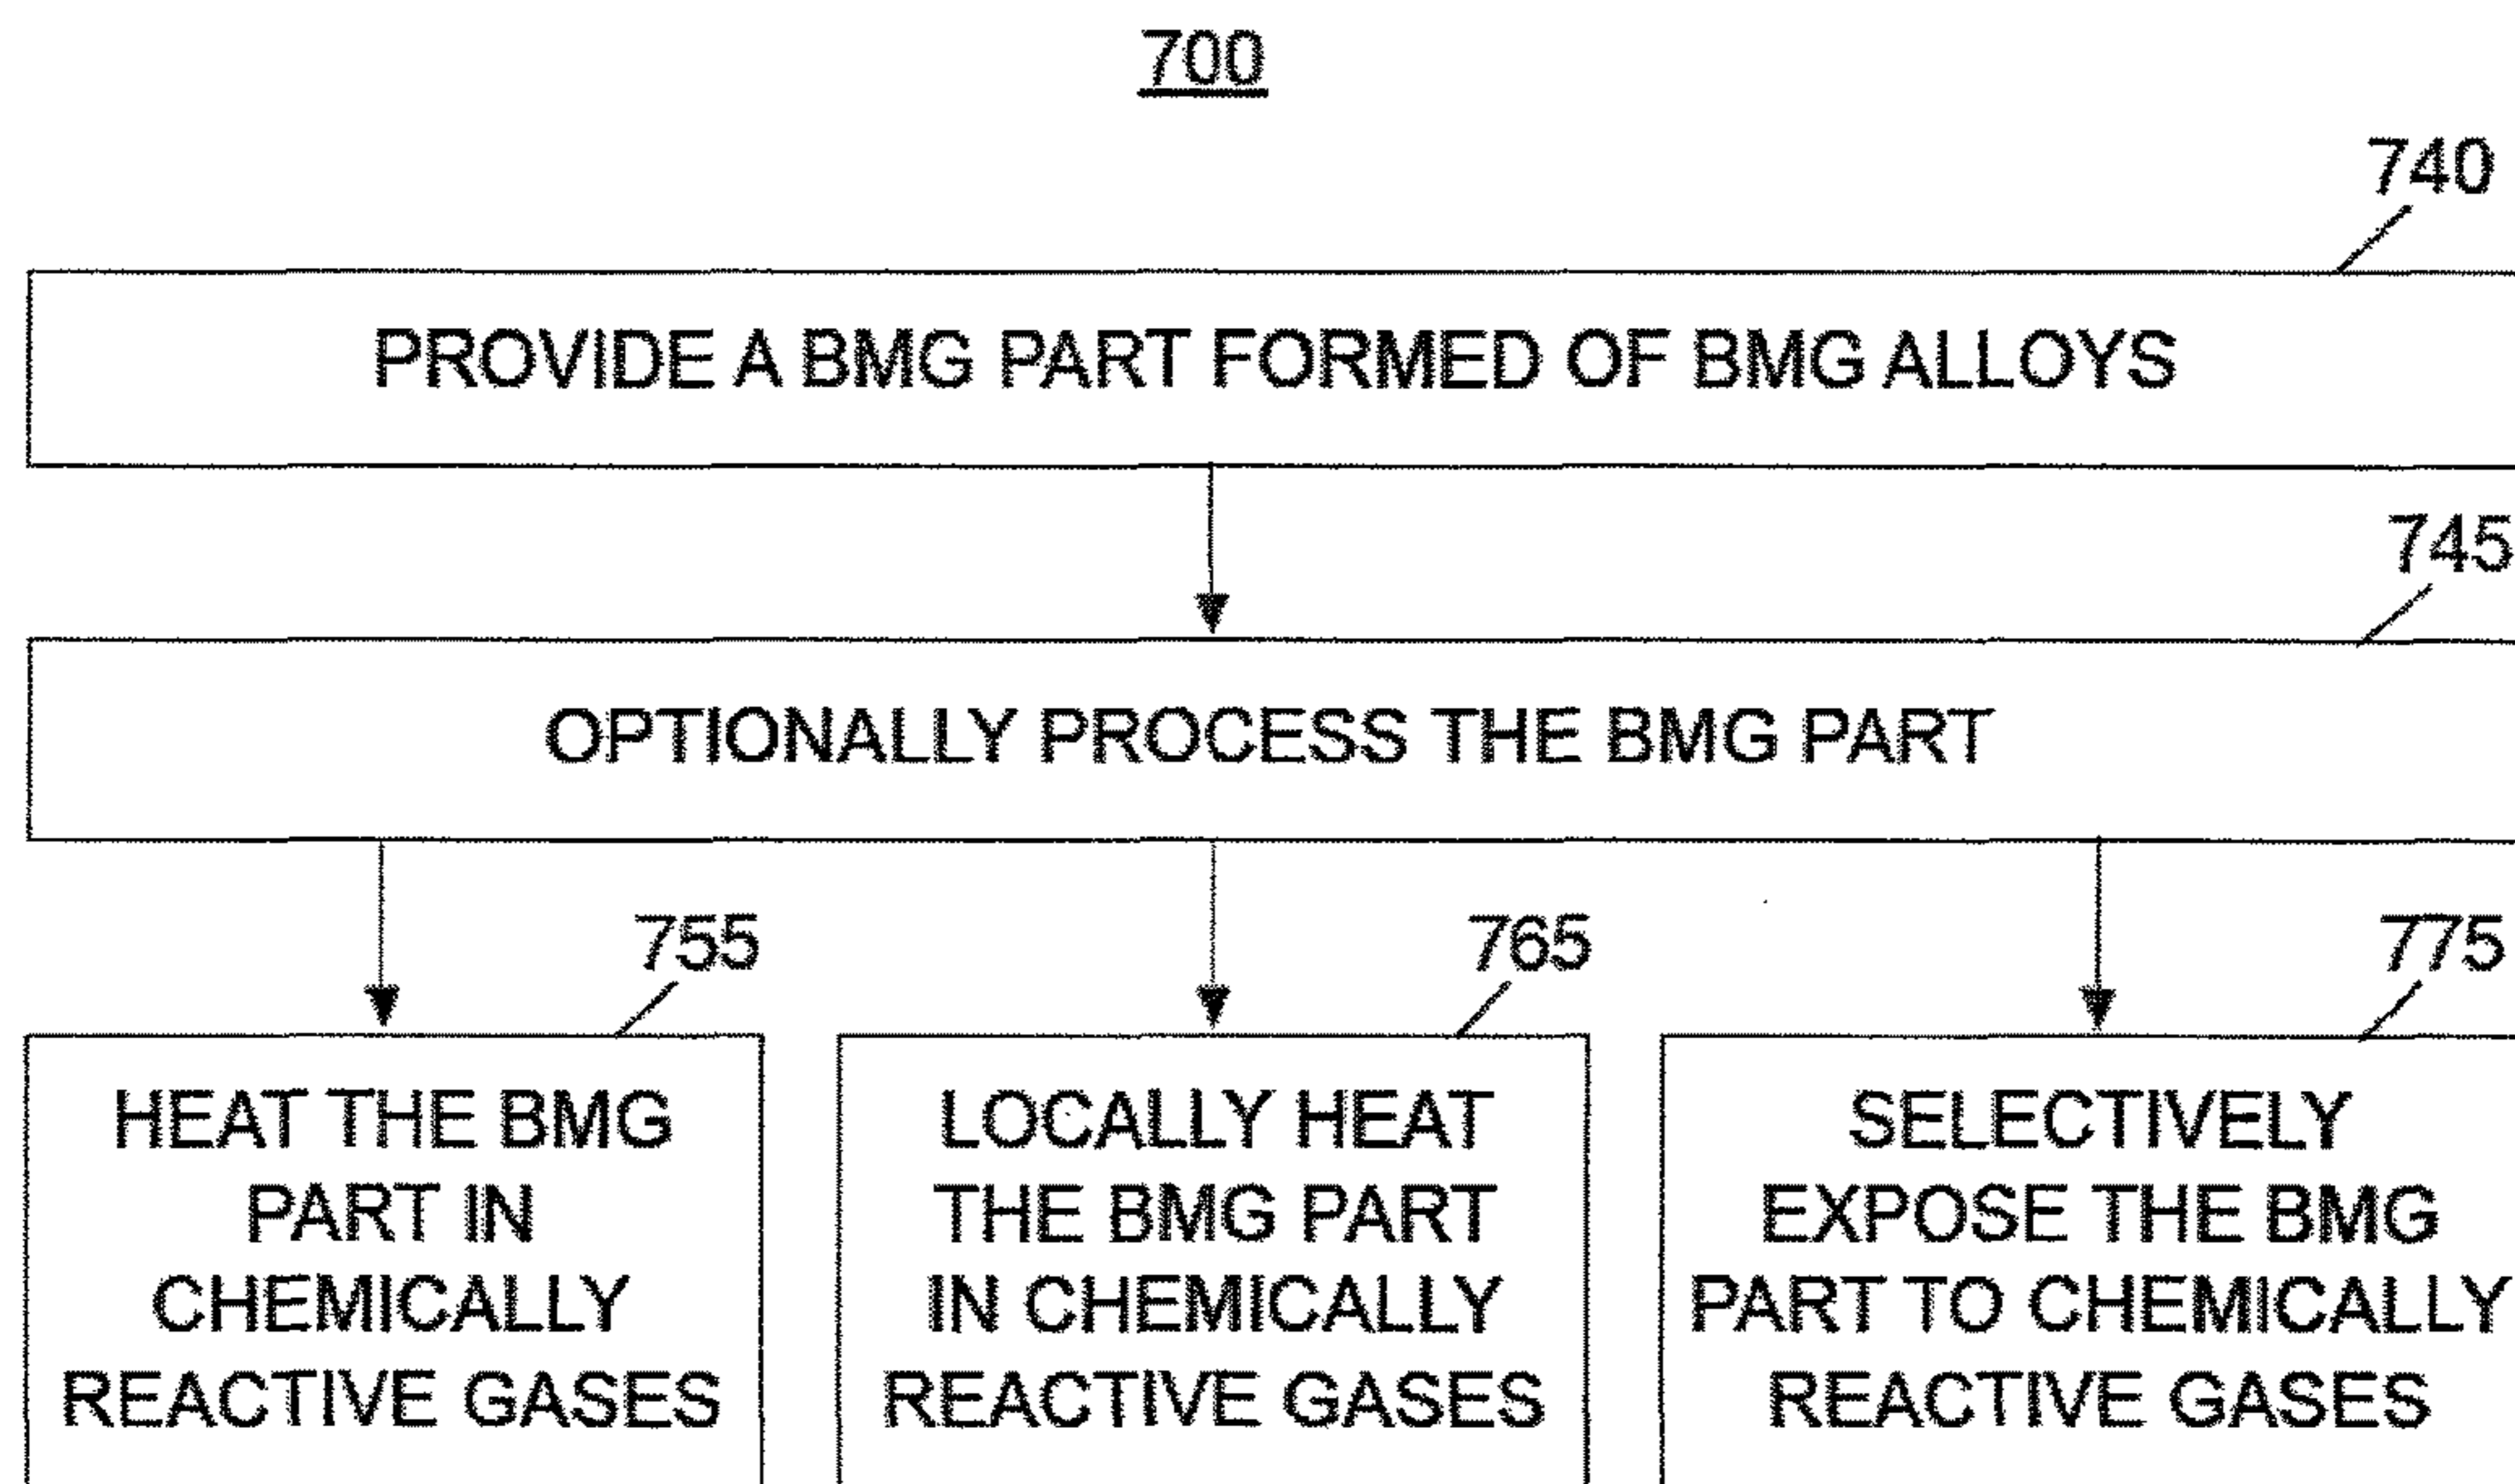 700
740
PROVIDE A BMG PART FORMED OF BMG ALLOYS
745
OPTIONALLY PROCESS THE BMG PART
755
765
775
HEAT THE BMG
PART IN
CHEMICALLY
REACTIVE GASES
LOCALLY HEAT
THE BMG PART
IN CHEMICALLY
REACTIVE GASES
SELECTIVELY
EXPOSE THE BMG
PART TO CHEMICALLY
REACTIVE GASES